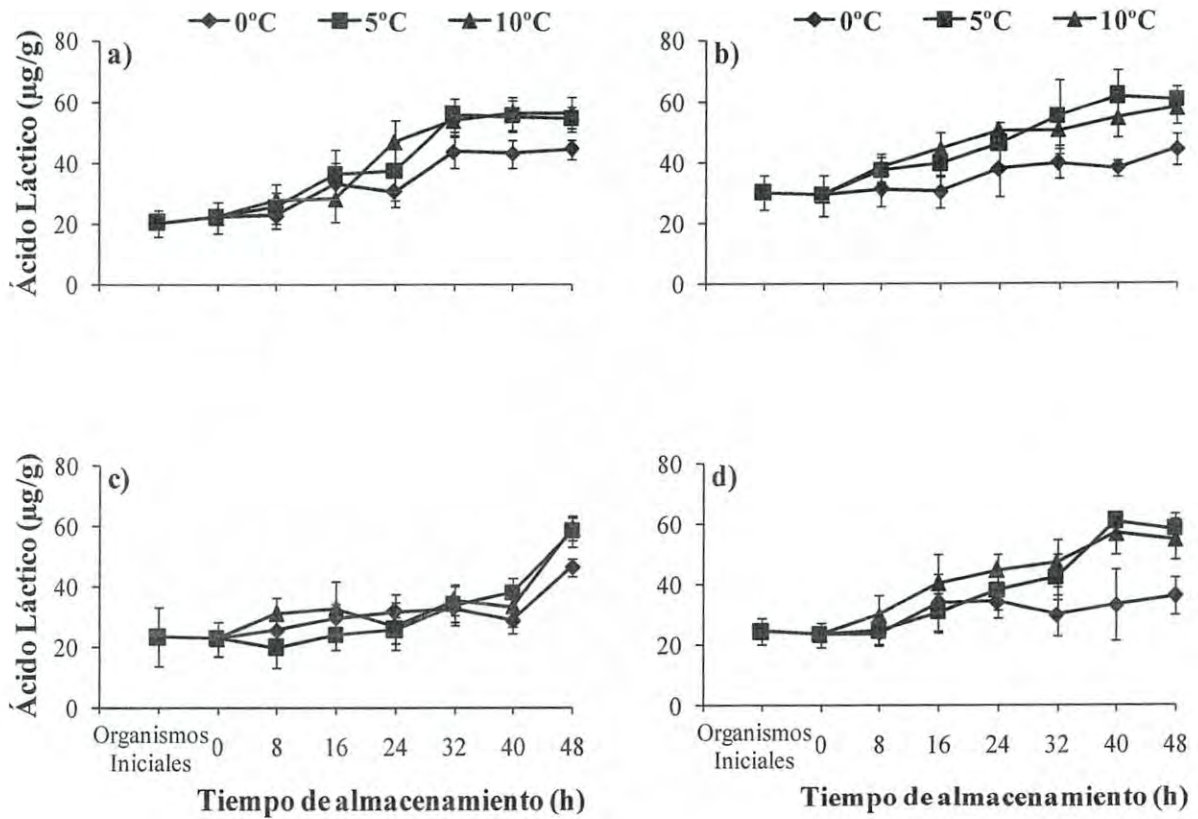 0ºC 5ºC 10ºC
0ºC 5ºC 10ºC
Ácido Láctico (µg/g)
80
60
40
20
0
a)
80
60
40
20
0
b)
Ácido Láctico (µg/g)
80
60
40
20
0
c)
Organismos Iniciales 0 8 16 24 32 40 48
Tiempo de almacenamiento (h)
80
60
40
20
0
d)
Organismos Iniciales 0 8 16 24 32 40 48
Tiempo de almacenamiento (h)